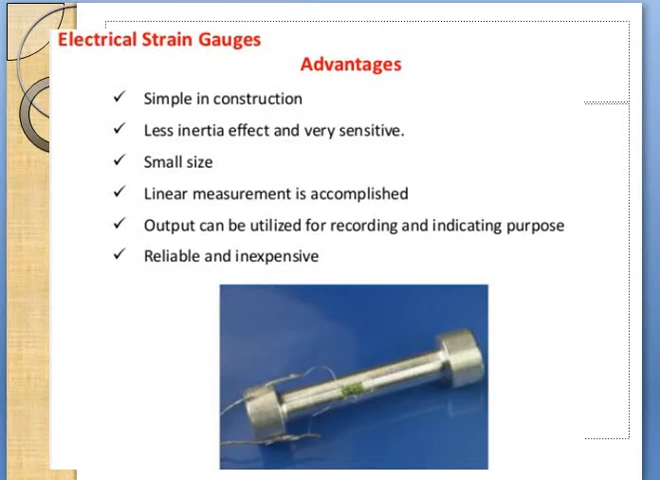 Electrical Strain Gauges
Advantages
✓ Simple in construction
✓ Less inertia effect and very sensitive.
✓ Small size
✓ Linear measurement is accomplished
✓ Output can be utilized for recording and indicating purpose
✓ Reliable and inexpensive